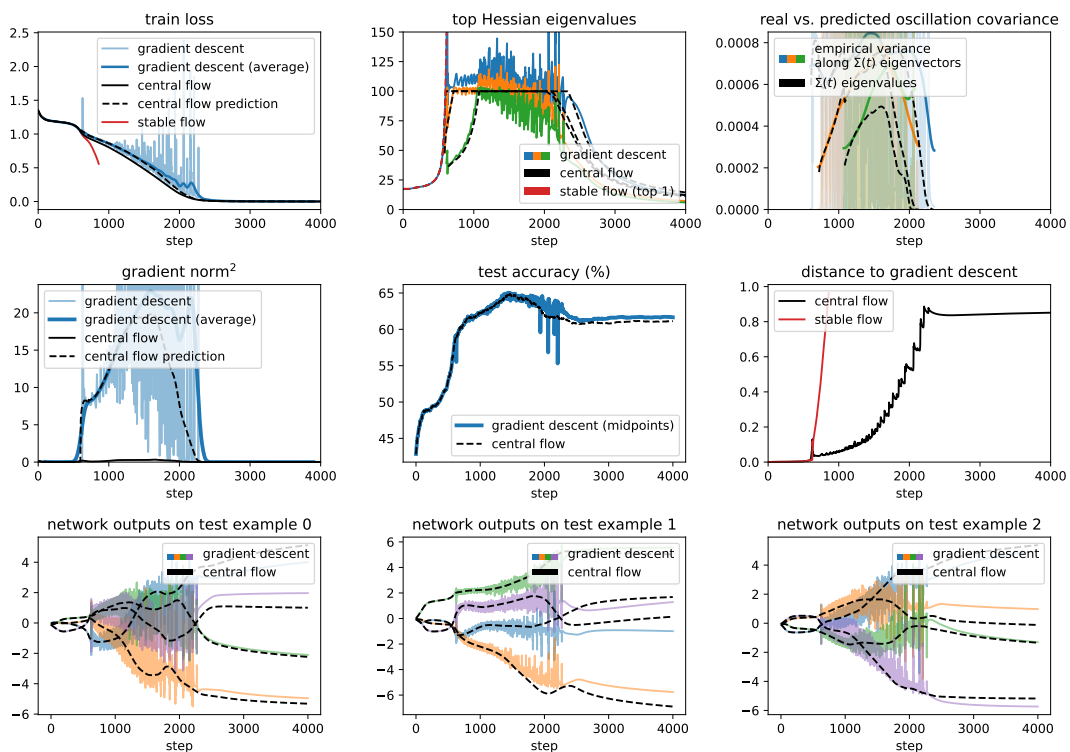 train loss
2.5
2.0
1.5
1.0
0.5
0.0
gradient descent
gradient descent (average)
central flow
central flow prediction
stable flow
0 1000 2000 3000 4000
step
top Hessian eigenvalues
150
125
100
75
50
25
0
gradient descent
central flow
stable flow (top 1)
0 1000 2000 3000 4000
step
real vs. predicted oscillation covariance
0.0008
0.0006
0.0004
0.0002
0.0000
empirical variance
along Σ(t) eigenvectors
Σ(t) eigenvalues
0 1000 2000 3000 4000
step
gradient norm²
20
15
10
5
0
gradient descent
gradient descent (average)
central flow
central flow prediction
0 1000 2000 3000 4000
step
test accuracy (%)
65
60
55
50
45
gradient descent (midpoints)
central flow
0 1000 2000 3000 4000
step
distance to gradient descent
1.0
0.8
0.6
0.4
0.2
0.0
central flow
stable flow
0 1000 2000 3000 4000
step
network outputs on test example 0
4
2
0
−2
−4
−6
gradient descent
central flow
0 1000 2000 3000 4000
step
network outputs on test example 1
6
4
2
0
−2
−4
−6
gradient descent
central flow
0 1000 2000 3000 4000
step
network outputs on test example 2
4
2
0
−2
−4
−6
gradient descent
central flow
0 1000 2000 3000 4000
step